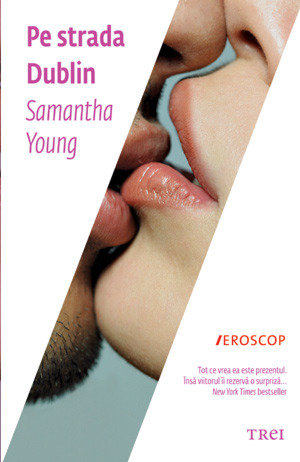 Pe strada
Dublin
Samantha
Young
EROSCOP
Tot ce vrea ea este prezentul.
Însă viitorul îi rezervă o surpriză...
New York Times bestseller
TREI